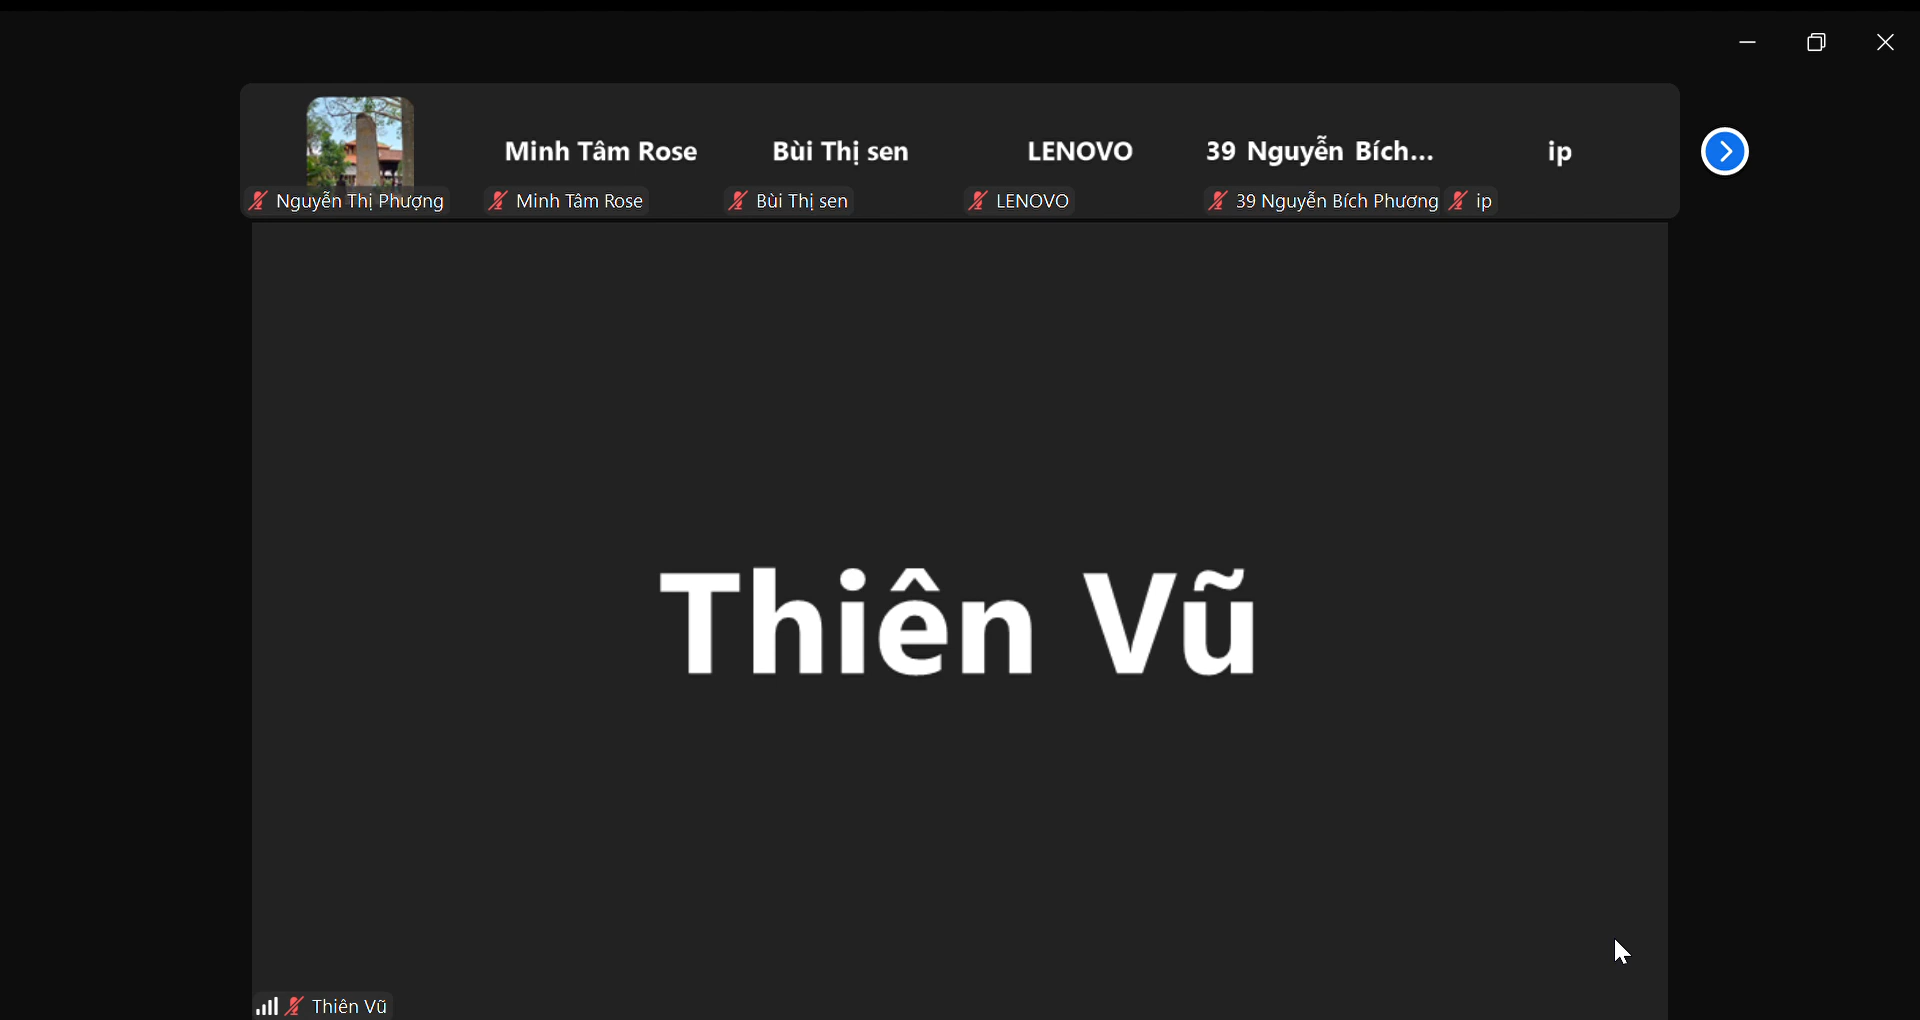 Minh Tâm Rose
Bùi Thị sen
LENOVO
39 Nguyễn Bích...
ip
Nguyễn Thị Phượng
Minh Tâm Rose
Bùi Thị sen
LENOVO
39 Nguyễn Bích Phương
ip
Thiên Vũ
Thiên Vũ